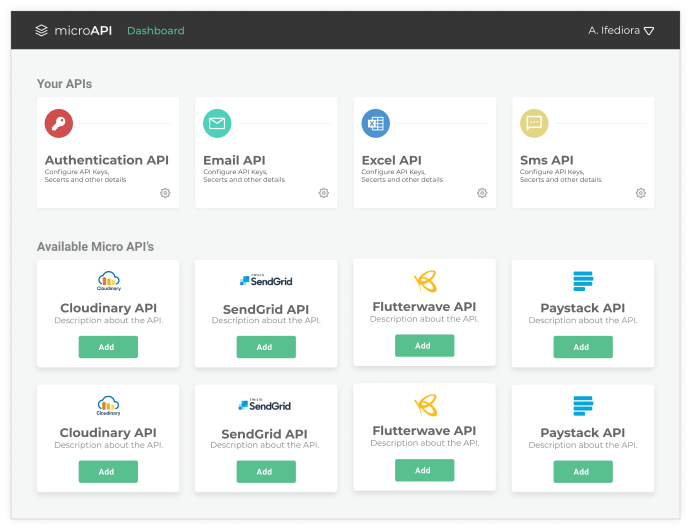 microAPI Dashboard A. Ifediora
Your APIs
Authentication API Email API Excel API Sms API
Configure API Keys, Configure API Keys, Configure API Keys, Configure API Keys,
Secerts and other details Secerts and other details Secerts and other details Secerts and other details
Available Micro API's
Cloudinary TWILIO SendGrid
Cloudinary API SendGrid API Flutterwave API Paystack API
Description about the API. Description about the API. Description about the API. Description about the API.
Add Add Add Add
Cloudinary TWILIO SendGrid
Cloudinary API SendGrid API Flutterwave API Paystack API
Description about the API. Description about the API. Description about the API. Description about the API.
Add Add Add Add